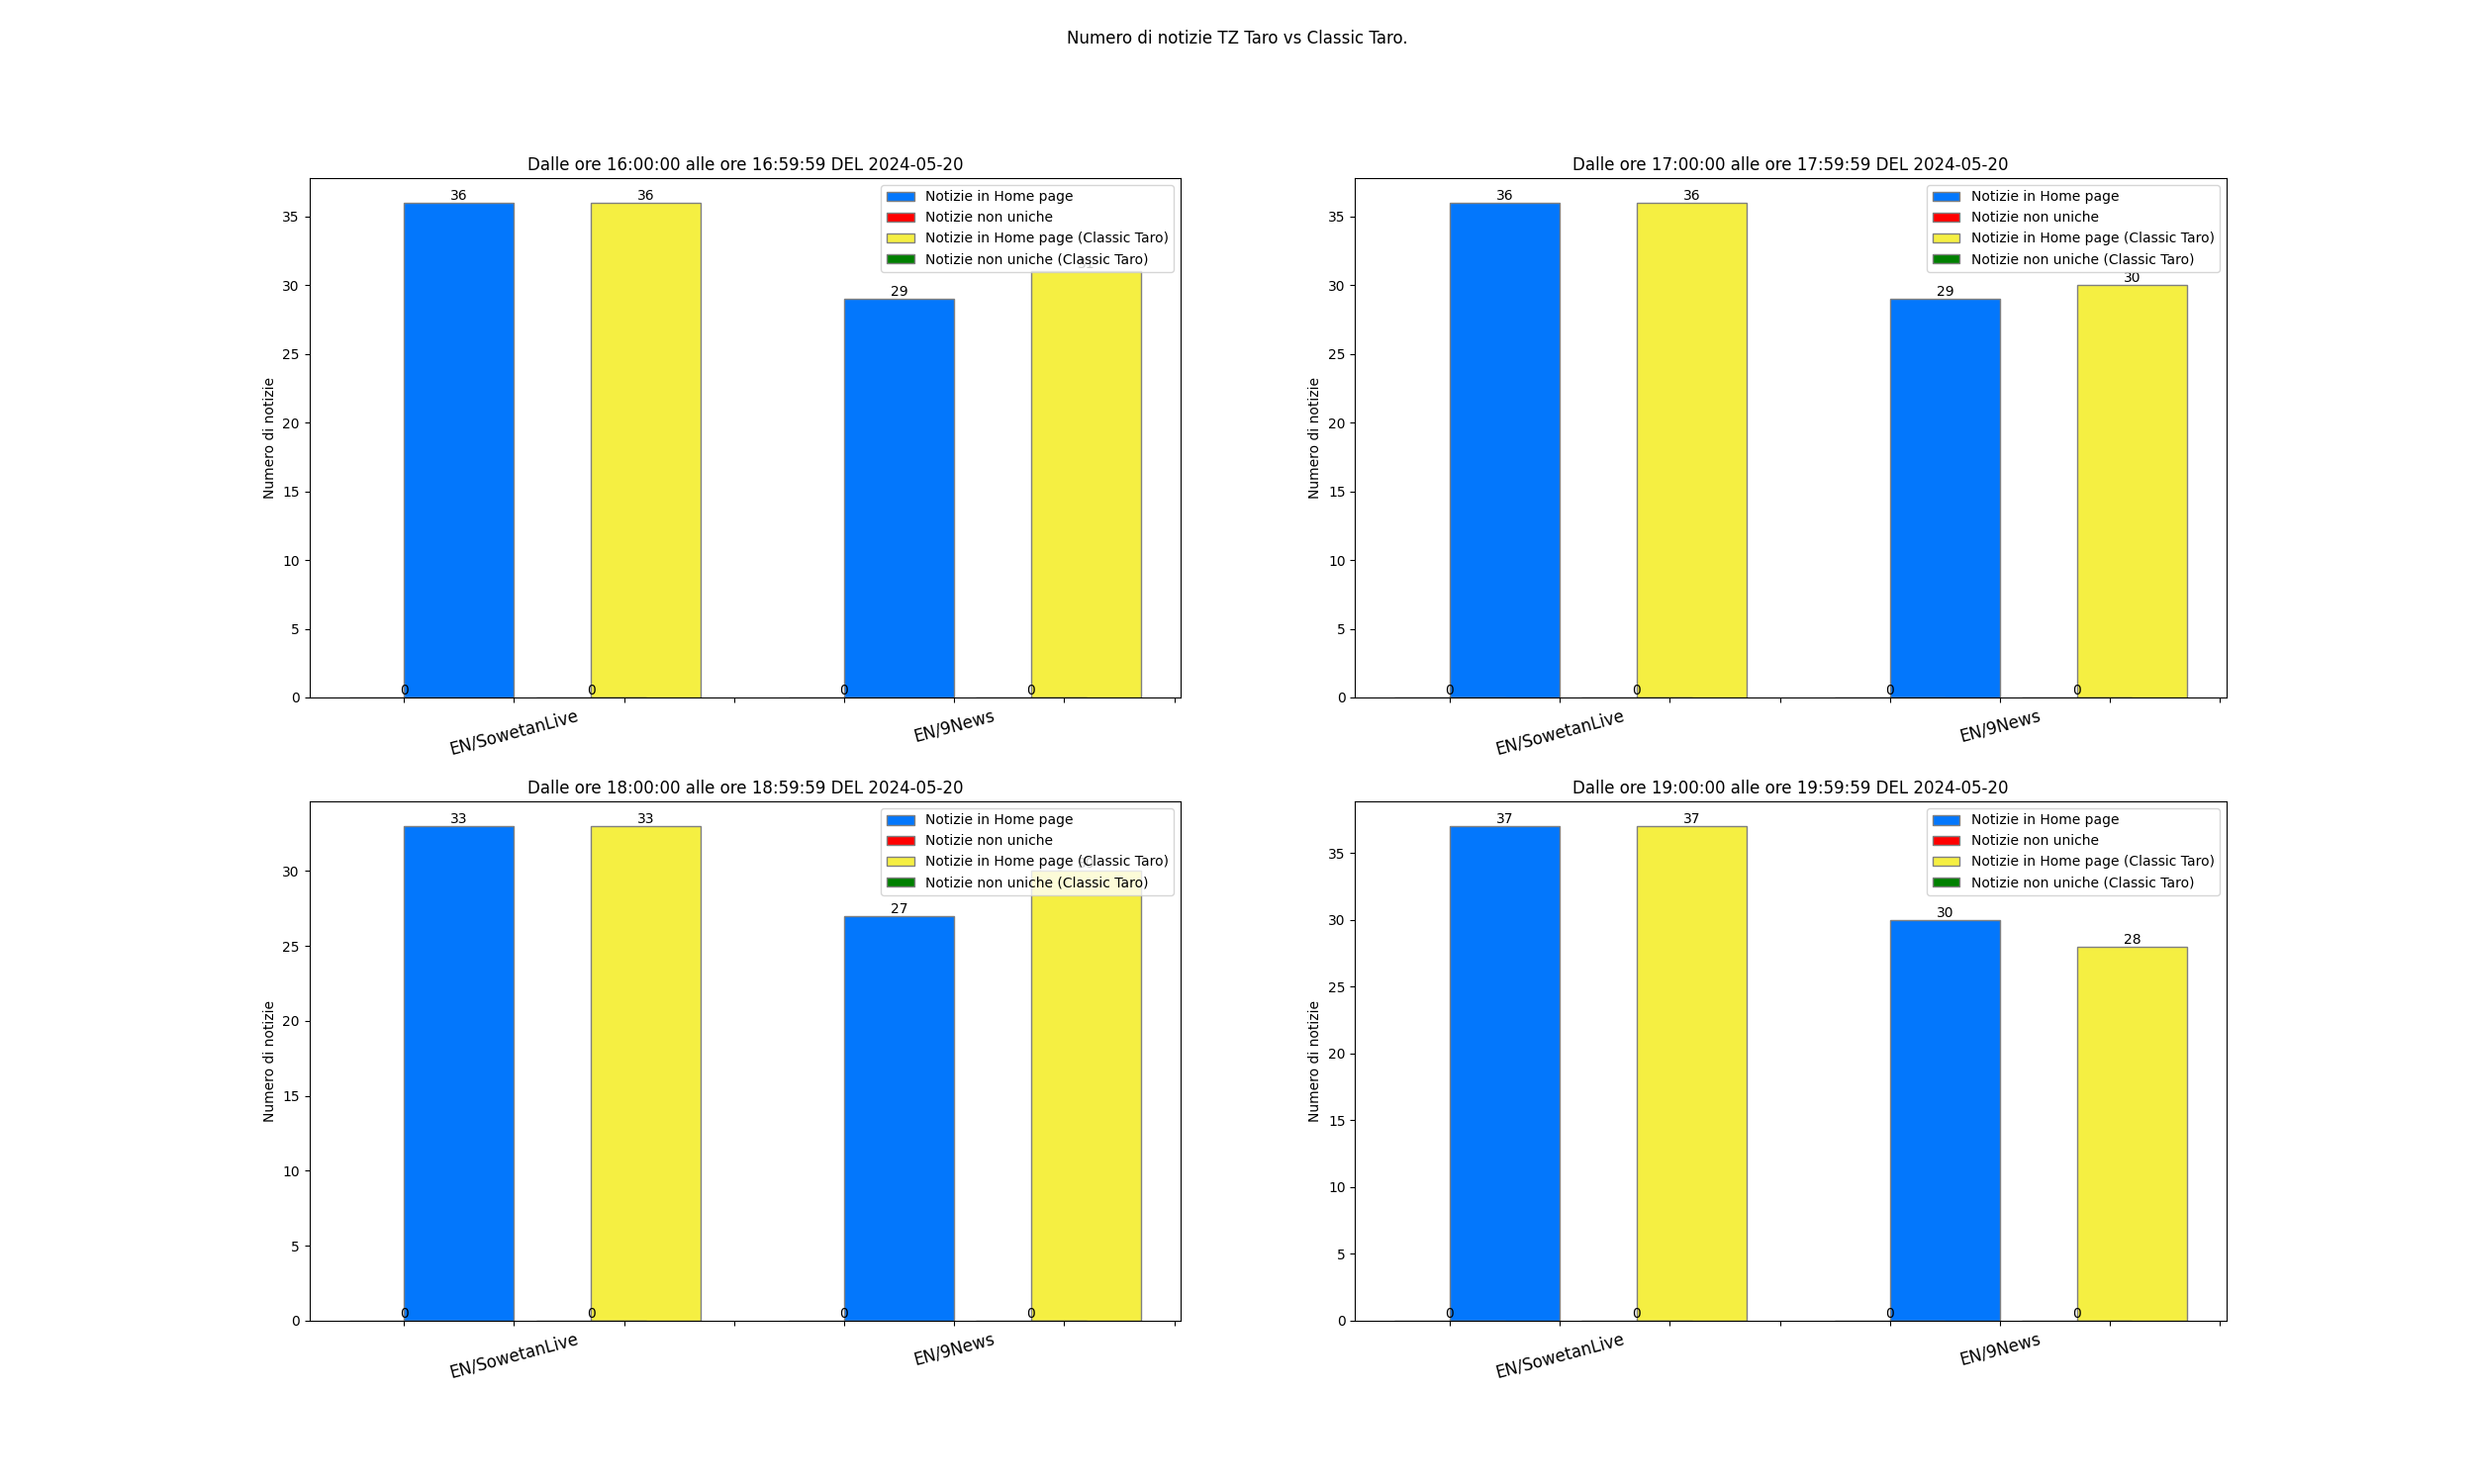 Numero di notizie TZ Taro vs Classic Taro.
Dalle ore 16:00:00 alle ore 16:59:59 DEL 2024-05-20
Numero di notizie
35
30
25
20
15
10
5
0
36
36
29
0
0
0
0
Notizie in Home page
Notizie non uniche
Notizie in Home page (Classic Taro)
Notizie non uniche (Classic Taro)
EN/SowetanLive
EN/9News
Dalle ore 17:00:00 alle ore 17:59:59 DEL 2024-05-20
Numero di notizie
35
30
25
20
15
10
5
0
36
36
29
30
0
0
0
0
Notizie in Home page
Notizie non uniche
Notizie in Home page (Classic Taro)
Notizie non uniche (Classic Taro)
EN/SowetanLive
EN/9News
Dalle ore 18:00:00 alle ore 18:59:59 DEL 2024-05-20
Numero di notizie
30
25
20
15
10
5
0
33
33
27
0
0
0
0
Notizie in Home page
Notizie non uniche
Notizie in Home page (Classic Taro)
Notizie non uniche (Classic Taro)
EN/SowetanLive
EN/9News
Dalle ore 19:00:00 alle ore 19:59:59 DEL 2024-05-20
Numero di notizie
35
30
25
20
15
10
5
0
37
37
30
28
0
0
0
0
Notizie in Home page
Notizie non uniche
Notizie in Home page (Classic Taro)
Notizie non uniche (Classic Taro)
EN/SowetanLive
EN/9News